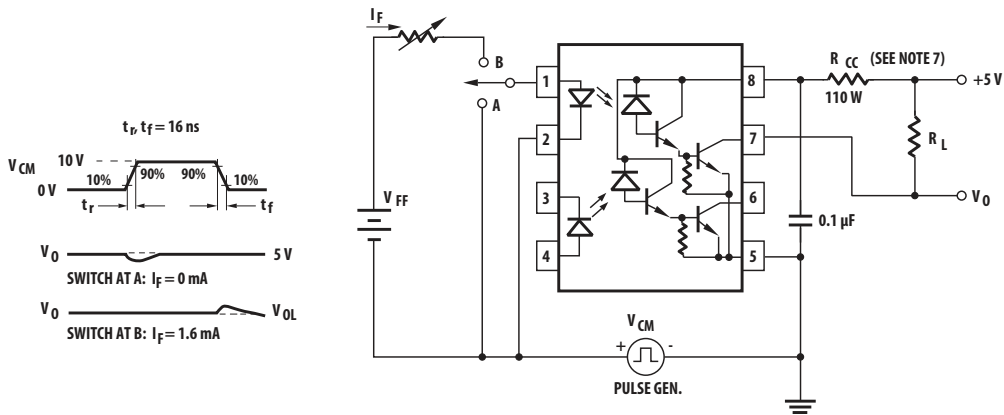 t_r, t_f = 16 ns
V_CM
10 V
0 V
10%
90%
90%
10%
t_r
t_f
V_O
5 V
SWITCH AT A: I_F = 0 mA
V_O
V_OL
SWITCH AT B: I_F = 1.6 mA
I_F
B
A
V_FF
1
2
3
4
8
7
6
5
R_CC (SEE NOTE 7)
110 W
+5 V
R_L
V_O
0.1 µF
V_CM
+
-
PULSE GEN.